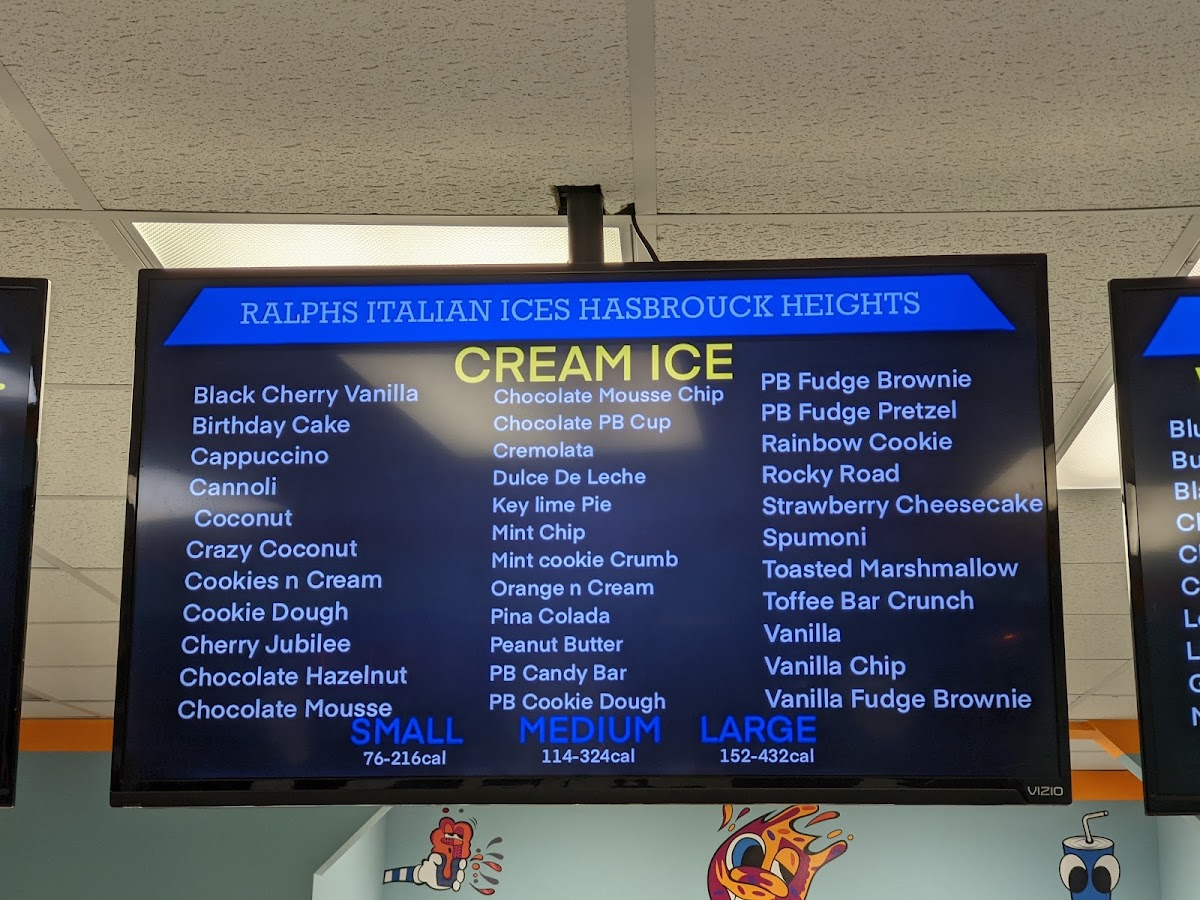 RALPHS ITALIAN ICES HASBROUCK HEIGHTS
CREAM ICE
Black Cherry Vanilla
Birthday Cake
Cappuccino
Cannoli
Coconut
Crazy Coconut
Cookies n Cream
Cookie Dough
Cherry Jubilee
Chocolate Hazelnut
Chocolate Mousse
Chocolate Mousse Chip
Chocolate PB Cup
Cremolata
Dulce De Leche
Key lime Pie
Mint Chip
Mint cookie Crumb
Orange n Cream
Pina Colada
Peanut Butter
PB Candy Bar
PB Cookie Dough
PB Fudge Brownie
PB Fudge Pretzel
Rainbow Cookie
Rocky Road
Strawberry Cheesecake
Spumoni
Toasted Marshmallow
Toffee Bar Crunch
Vanilla
Vanilla Chip
Vanilla Fudge Brownie
SMALL MEDIUM LARGE
76-216cal 114-324cal 152-432cal
VIZIO